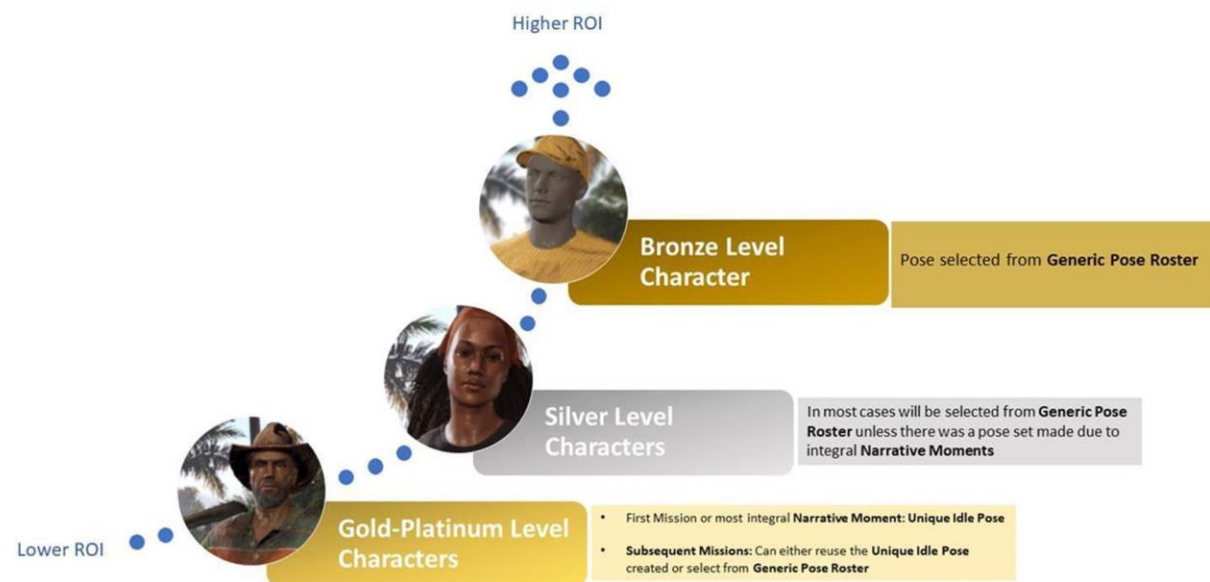 Higher ROI
Bronze Level
Character
Pose selected from Generic Pose Roster
Silver Level
Characters
In most cases will be selected from Generic Pose
Roster unless there was a pose set made due to
integral Narrative Moments
Lower ROI
Gold-Platinum Level
Characters
• First Mission or most integral Narrative Moment: Unique Idle Pose
• Subsequent Missions: Can either reuse the Unique Idle Pose
created or select from Generic Pose Roster